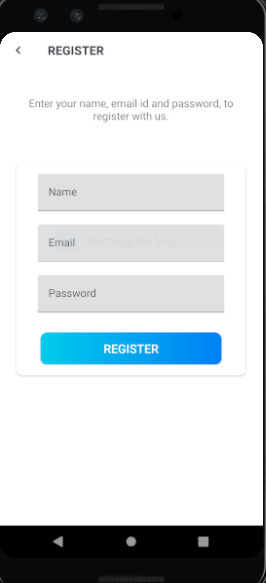 REGISTER
Enter your name, email id and password, to
register with us.
Name
Email
Rectangular Snip
Password
REGISTER